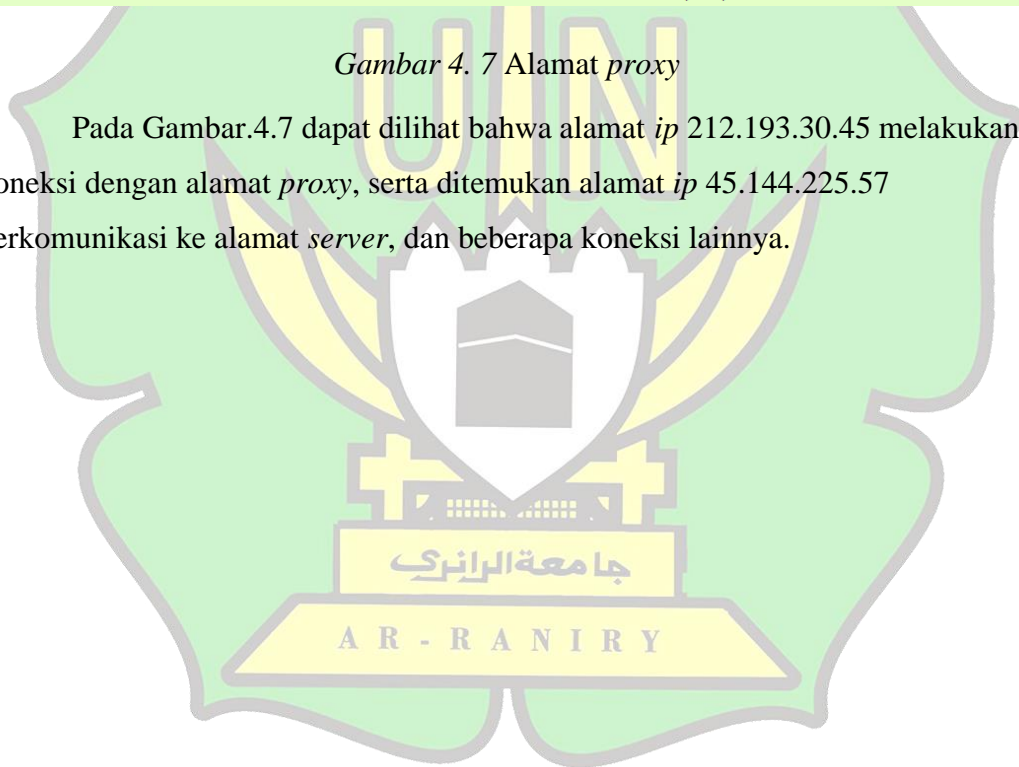 Gambar 4. 7 Alamat proxy
Pada Gambar.4.7 dapat dilihat bahwa alamat ip 212.193.30.45 melakukan
oneksi dengan alamat proxy, serta ditemukan alamat ip 45.144.225.57
erkomunikasi ke alamat server, dan beberapa koneksi lainnya.
UIN
جامعةالرانري
AR-RANIRY